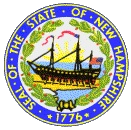 SEAL OF THE STATE OF NEW HAMPSHIRE
1776